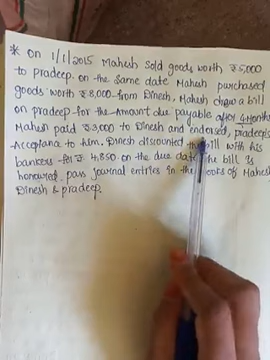 * On 1/1/2015 Mahesh Sold goods worth ₹5,000
to pradeep. on the Same date Mahesh purchased
goods worth ₹8,000 from Dinesh, Mahesh drew a bill
on pradeep for the amount due payable after 4 Months
Mahesh paid ₹3,000 to Dinesh and endorsed, pradeep's
Acceptance to him. Dinesh discounted the bill with his
bankers for ₹ 4,850 on the due date the bill is
honoured. pass journal entries in the books of Mahesh
Dinesh & pradeep.